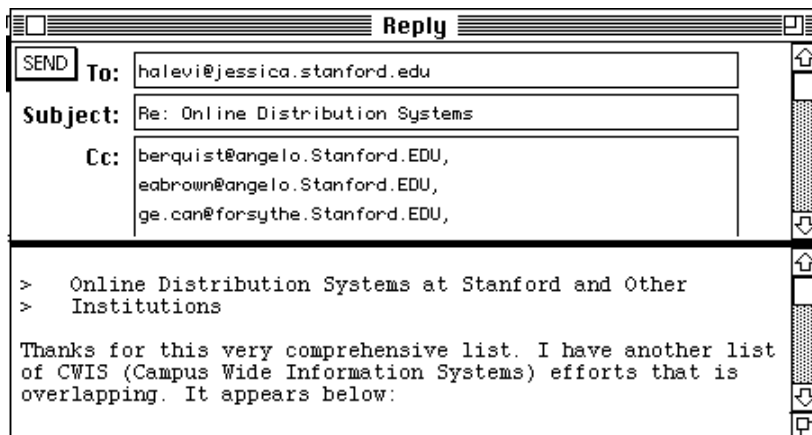 Reply
SEND
To: halevi@jessica.stanford.edu
Subject: Re: Online Distribution Systems
Cc: berquist@angelo.Stanford.EDU,
eabrown@angelo.Stanford.EDU,
ge.can@forsythe.Stanford.EDU,
> Online Distribution Systems at Stanford and Other
> Institutions
Thanks for this very comprehensive list. I have another list
of CWIS (Campus Wide Information Systems) efforts that is
overlapping. It appears below: